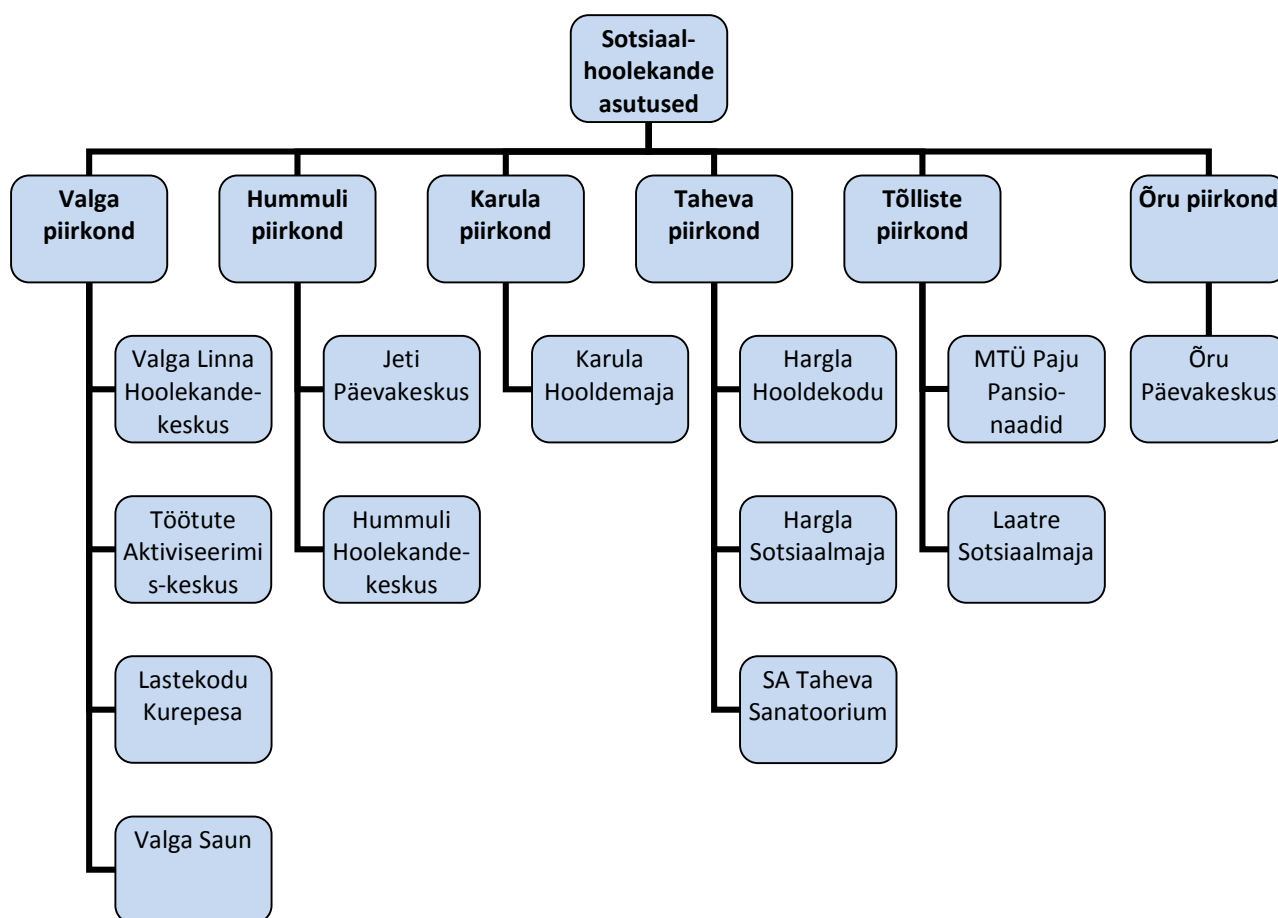 Sotsiaal-
hoolekande
asutused
Valga
piirkond
Hummuli
piirkond
Karula
piirkond
Taheva
piirkond
Tõlliste
piirkond
Õru piirkond
Valga Linna
Hoolekande-
keskus
Jeti
Päevakeskus
Karula
Hooldemaja
Hargla
Hooldekodu
MTÜ Paju
Pansio-
naadid
Õru
Päevakeskus
Töötute
Aktiviseerimi
s-keskus
Hummuli
Hoolekande-
keskus
Hargla
Sotsiaalmaja
Laatre
Sotsiaalmaja
Lastekodu
Kurepesa
SA Taheva
Sanatoorium
Valga Saun